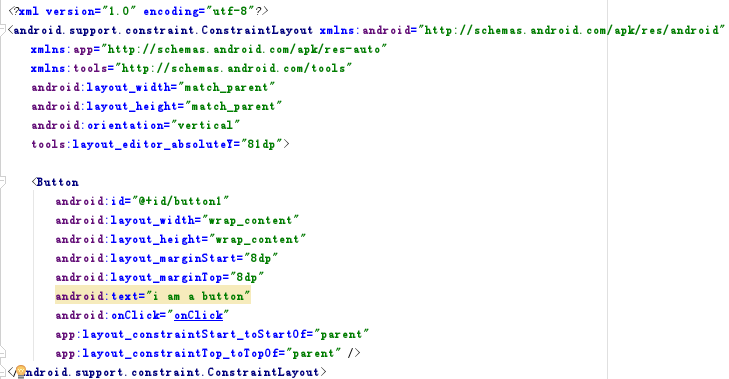 <?xml version="1.0" encoding="utf-8"?>
<android.support.constraint.ConstraintLayout xmlns:android="http://schemas.android.com/apk/res/android"
xmlns:app="http://schemas.android.com/apk/res-auto"
xmlns:tools="http://schemas.android.com/tools"
android:layout_width="match_parent"
android:layout_height="match_parent"
android:orientation="vertical"
tools:layout_editor_absoluteY="81dp">
<Button
android:id="@+id/button1"
android:layout_width="wrap_content"
android:layout_height="wrap_content"
android:layout_marginStart="8dp"
android:layout_marginTop="8dp"
android:text="i am a button"
android:onClick="onClick"
app:layout_constraintStart_toStartOf="parent"
app:layout_constraintTop_toTopOf="parent" />
</android.support.constraint.ConstraintLayout>